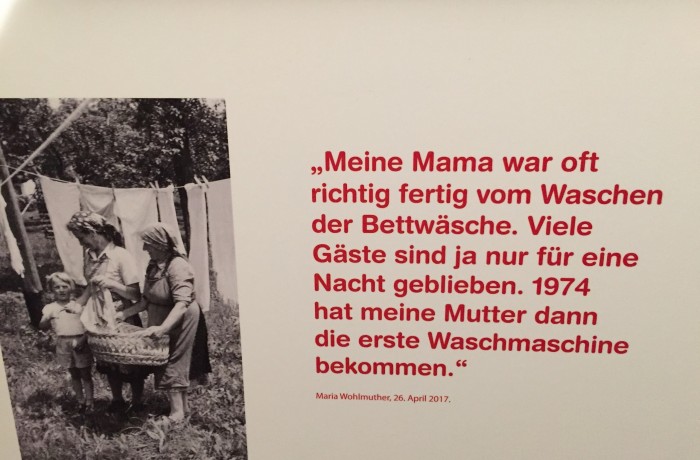 „Meine Mama war oft
richtig fertig vom Waschen
der Bettwäsche. Viele
Gäste sind ja nur für eine
Nacht geblieben. 1974
hat meine Mutter dann
die erste Waschmaschine
bekommen.“
Maria Wohlmuther, 26. April 2017.